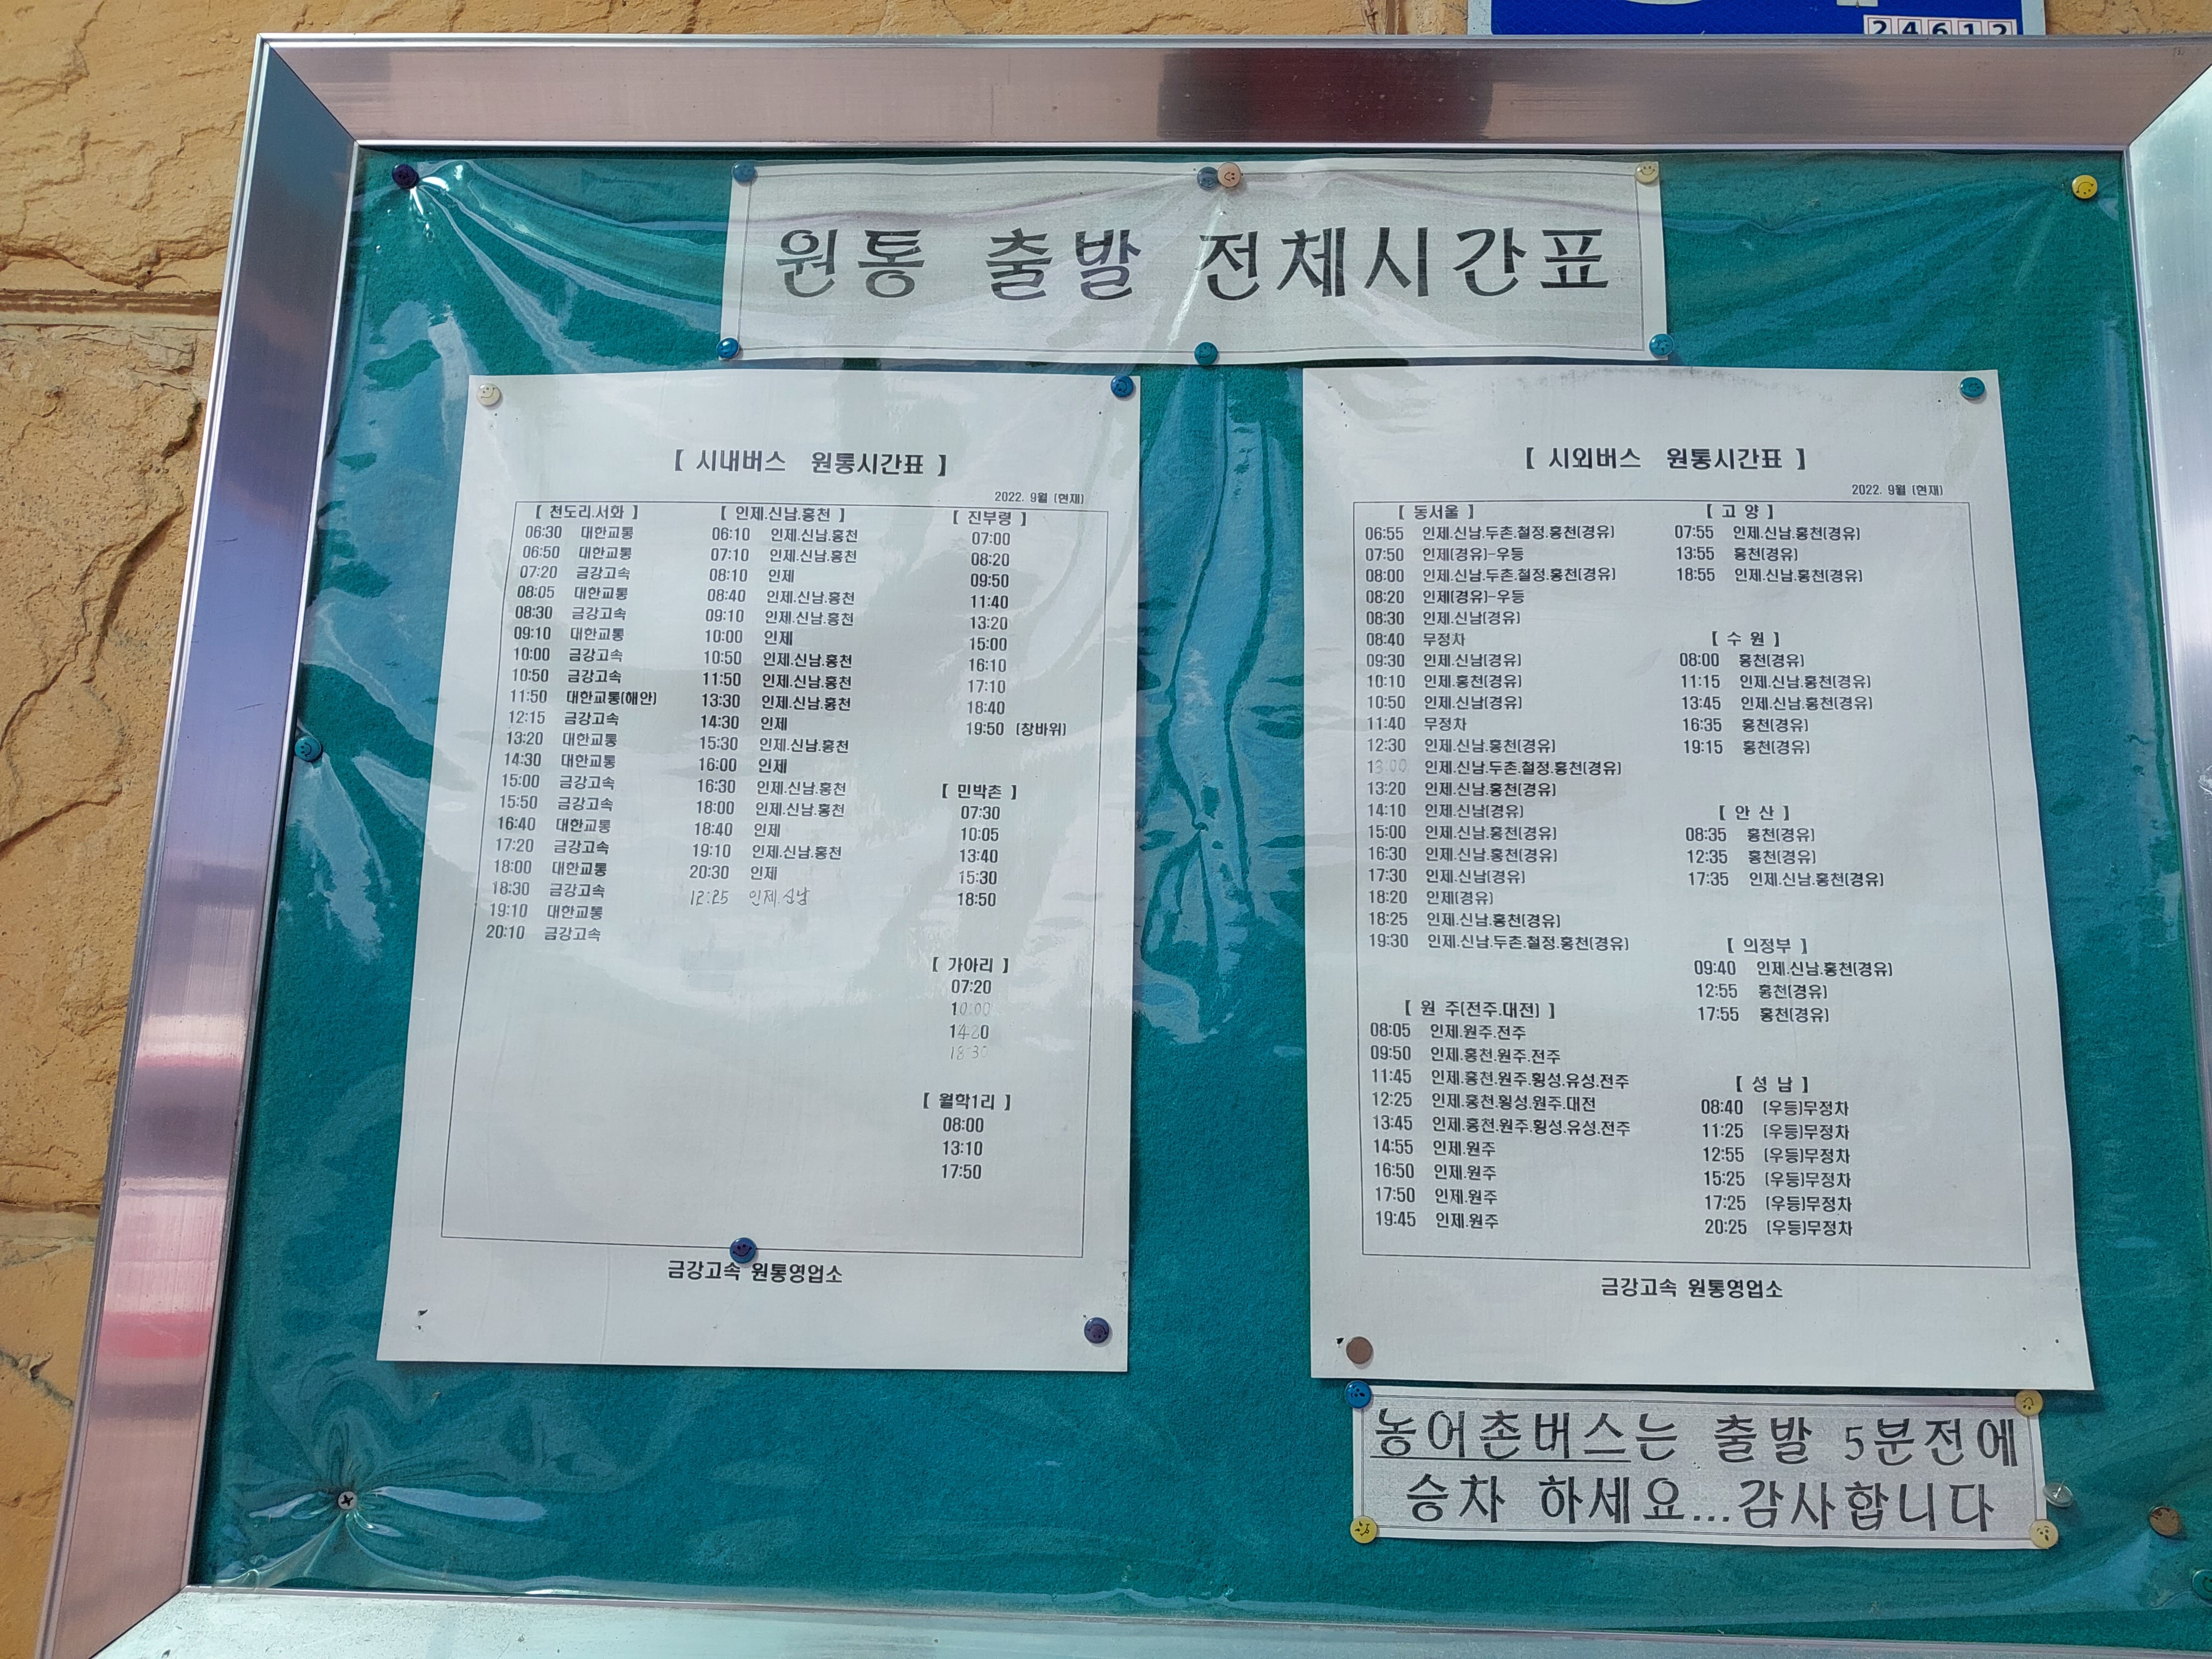 24612
원통 출발 전체시간표
【 시내버스 원통시간표 】
2022. 9월 (현재)
【 천도리.서화 】
06:30 대한교통
06:50 대한교통
07:20 금강고속
08:05 대한교통
08:30 금강고속
09:10 대한교통
10:00 금강고속
10:50 금강고속
11:50 대한교통(해안)
12:15 금강고속
13:20 대한교통
14:30 대한교통
15:00 금강고속
15:50 금강고속
16:40 대한교통
17:20 금강고속
18:00 대한교통
18:30 금강고속
19:10 대한교통
20:10 금강고속
【 인제.신남.홍천 】
06:10 인제.신남.홍천
07:10 인제.신남.홍천
08:10 인제
08:40 인제.신남.홍천
09:10 인제.신남.홍천
10:00 인제
10:50 인제.신남.홍천
11:50 인제.신남.홍천
13:30 인제.신남.홍천
14:30 인제
15:30 인제.신남.홍천
16:00 인제
16:30 인제.신남.홍천
18:00 인제.신남.홍천
18:40 인제
19:10 인제.신남.홍천
20:30 인제
12:25 인제.신남
【 진부령 】
07:00
08:20
09:50
11:40
13:20
15:00
16:10
17:10
18:40
19:50 (창바위)
【 민박촌 】
07:30
10:05
13:40
15:30
18:50
【 가아리 】
07:20
10:00
14:20
18:30
【 월학1리 】
08:00
13:10
17:50
금강고속 원통영업소
【 시외버스 원통시간표 】
2022. 9월 (현재)
【 동서울 】
06:55 인제.신남.두촌.철정.홍천(경유)
07:50 인제(경유)-우등
08:00 인제.신남.두촌.철정.홍천(경유)
08:20 인제(경유)-우등
08:30 인제.신남(경유)
08:40 무정차
09:30 인제.신남(경유)
10:10 인제.홍천(경유)
10:50 인제.신남(경유)
11:40 무정차
12:30 인제.신남.홍천(경유)
13:00 인제.신남.두촌.철정.홍천(경유)
13:20 인제.신남.홍천(경유)
14:10 인제.신남(경유)
15:00 인제.신남.홍천(경유)
16:30 인제.신남.홍천(경유)
17:30 인제.신남(경유)
18:20 인제(경유)
18:25 인제.신남.홍천(경유)
19:30 인제.신남.두촌.철정.홍천(경유)
【 원 주(전주.대전) 】
08:05 인제.원주.전주
09:50 인제.홍천.원주.전주
11:45 인제.홍천.원주.횡성.유성.전주
12:25 인제.홍천.횡성.원주.대전
13:45 인제.홍천.원주.횡성.유성.전주
14:55 인제.원주
16:50 인제.원주
17:50 인제.원주
19:45 인제.원주
【 고 양 】
07:55 인제.신남.홍천(경유)
13:55 홍천(경유)
18:55 인제.신남.홍천(경유)
【 수 원 】
08:00 홍천(경유)
11:15 인제.신남.홍천(경유)
13:45 인제.신남.홍천(경유)
16:35 홍천(경유)
19:15 홍천(경유)
【 안 산 】
08:35 홍천(경유)
12:35 홍천(경유)
17:35 인제.신남.홍천(경유)
【 의정부 】
09:40 인제.신남.홍천(경유)
12:55 홍천(경유)
17:55 홍천(경유)
【 성 남 】
08:40 (우등)무정차
11:25 (우등)무정차
12:55 (우등)무정차
15:25 (우등)무정차
17:25 (우등)무정차
20:25 (우등)무정차
금강고속 원통영업소
농어촌버스는 출발 5분전에
승차 하세요...감사합니다